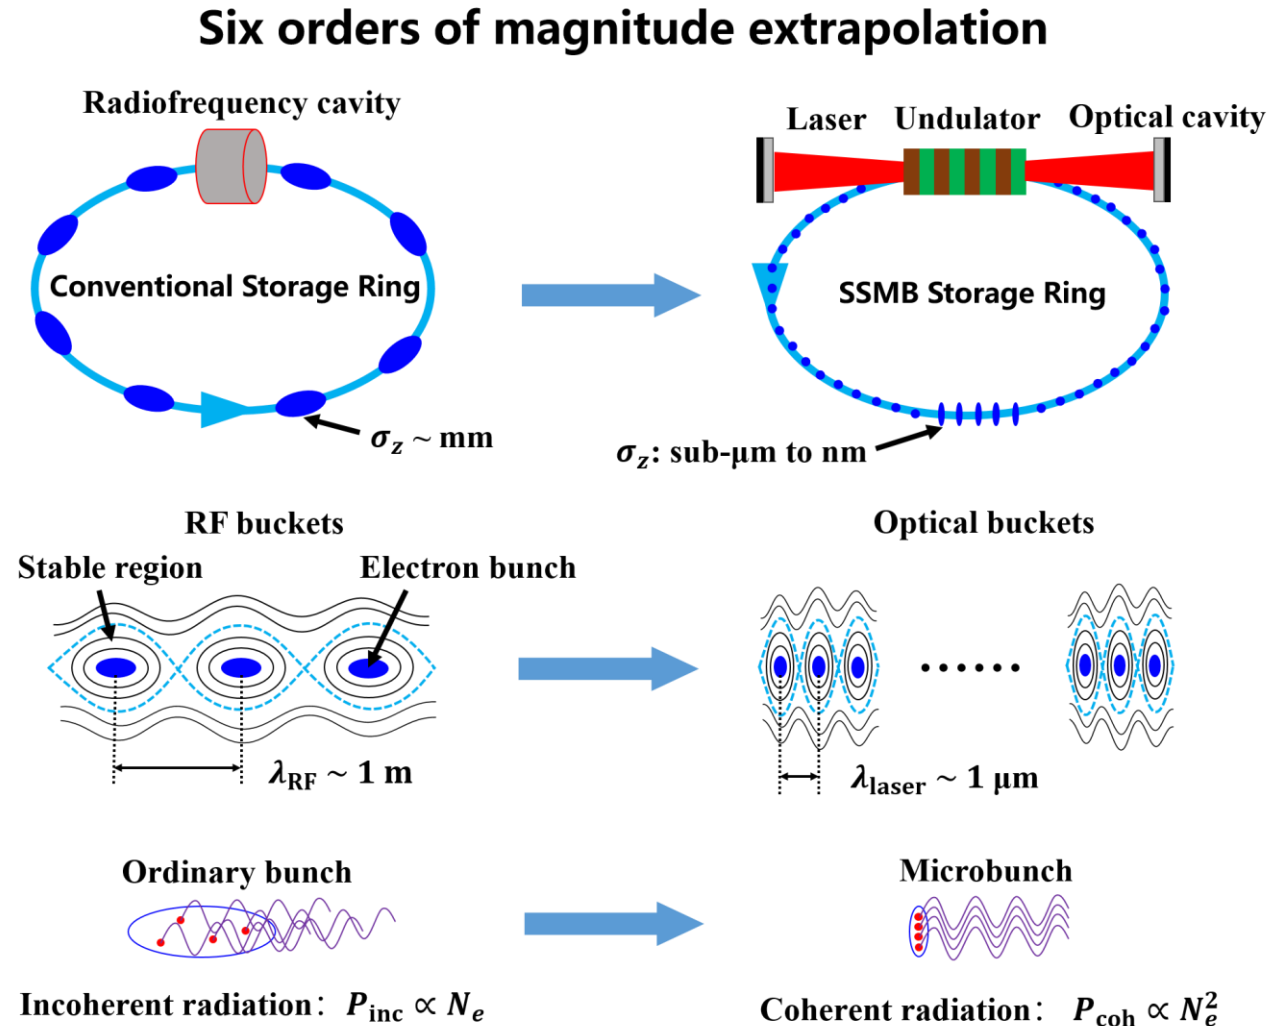 Six orders of magnitude extrapolation
Radiofrequency cavity
Laser
Undulator
Optical cavity
Conventional Storage Ring
SSMB Storage Ring
σz ~ mm
σz: sub-μm to nm
RF buckets
Optical buckets
Stable region
Electron bunch
λRF ~ 1 m
λlaser ~ 1 μm
Ordinary bunch
Microbunch
Incoherent radiation: Pinc ∝ Ne
Coherent radiation: Pcoh ∝ Ne²